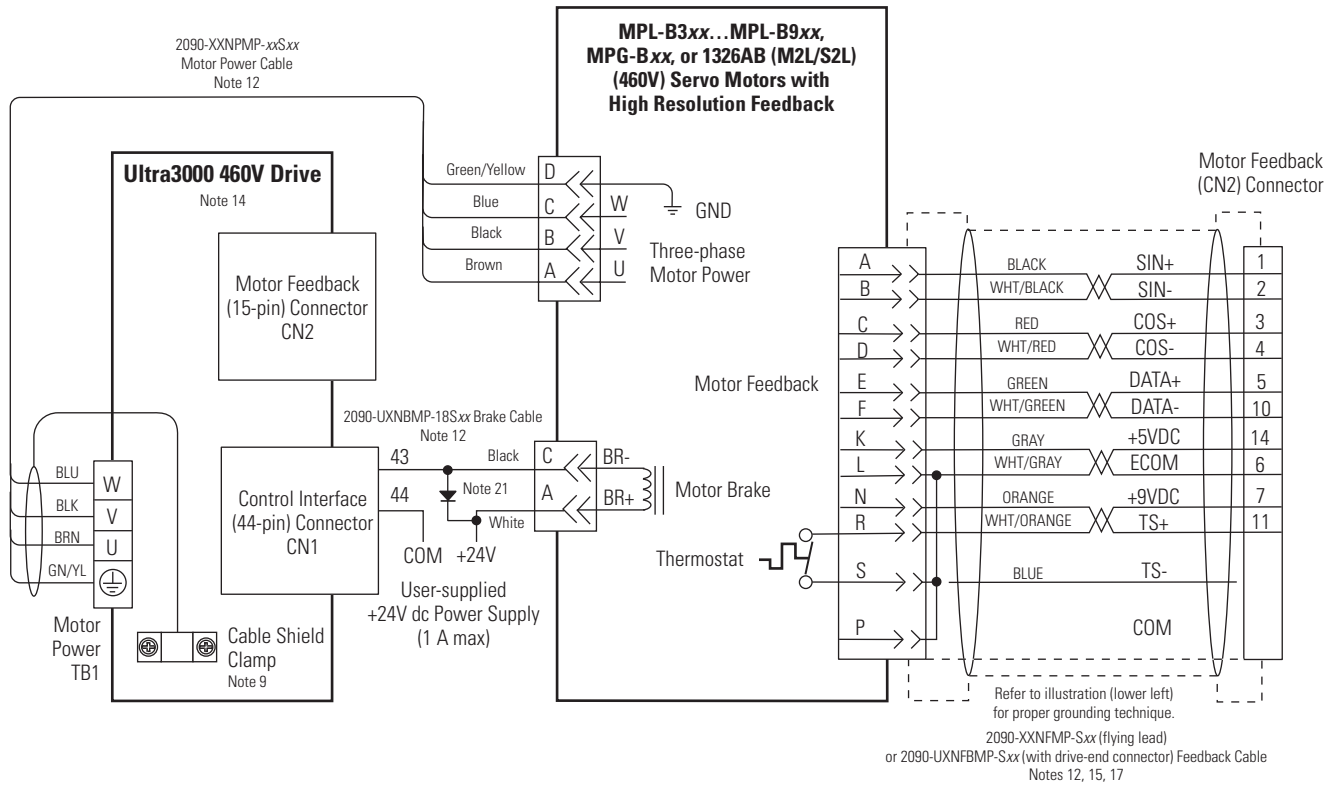 2090-XXNPMP-xxSxx
Motor Power Cable
Note 12
MPL-B3xx...MPL-B9xx,
MPG-Bxx, or 1326AB (M2L/S2L)
(460V) Servo Motors with
High Resolution Feedback
Ultra3000 460V Drive
Note 14
Motor Feedback
(15-pin) Connector
CN2
Green/Yellow
D
GND
Blue
C
W
Black
B
V
Brown
A
U
Three-phase
Motor Power
Motor Feedback
(CN2) Connector
Motor Feedback
A
BLACK
SIN+
1
B
WHT/BLACK
SIN-
2
C
RED
COS+
3
D
WHT/RED
COS-
4
E
GREEN
DATA+
5
F
WHT/GREEN
DATA-
10
K
GRAY
+5VDC
14
L
WHT/GRAY
ECOM
6
N
ORANGE
+9VDC
7
R
WHT/ORANGE
TS+
11
S
BLUE
TS-
P
COM
Thermostat
2090-UXNBMP-18Sxx Brake Cable
Note 12
Control Interface
(44-pin) Connector
CN1
43
Black
C
BR-
44
Note 21
A
BR+
White
Motor Brake
COM
+24V
User-supplied
+24V dc Power Supply
(1 A max)
BLU
W
BLK
V
BRN
U
GN/YL
Motor
Power
TB1
Cable Shield
Clamp
Note 9
Refer to illustration (lower left)
for proper grounding technique.
2090-XXNFMP-Sxx (flying lead)
or 2090-UXNFBMP-Sxx (with drive-end connector) Feedback Cable
Notes 12, 15, 17